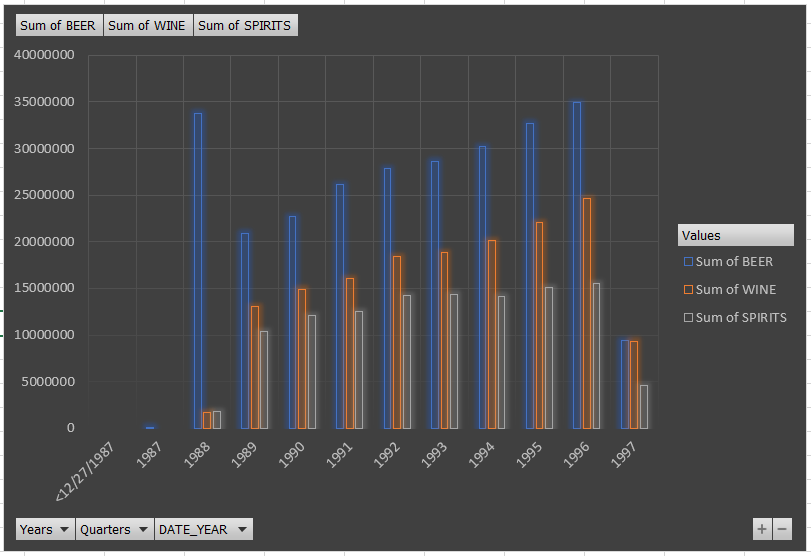 Sum of BEER Sum of WINE Sum of SPIRITS
40000000
35000000
30000000
25000000
20000000
15000000
10000000
5000000
0
<12/27/1987 1987 1988 1989 1990 1991 1992 1993 1994 1995 1996 1997
Values
Sum of BEER
Sum of WINE
Sum of SPIRITS
Years Quarters DATE_YEAR
+ −